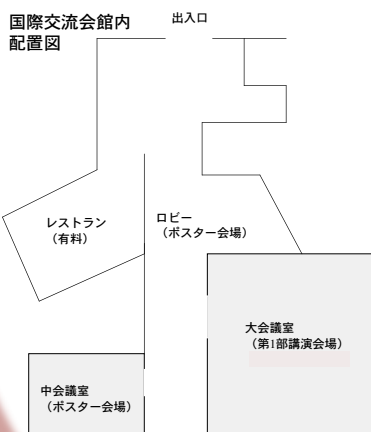 国際交流会館内
配置図
出入口
レストラン
（有料）
ロビー
（ポスター会場）
大会議室
（第1部講演会場）
中会議室
（ポスター会場）